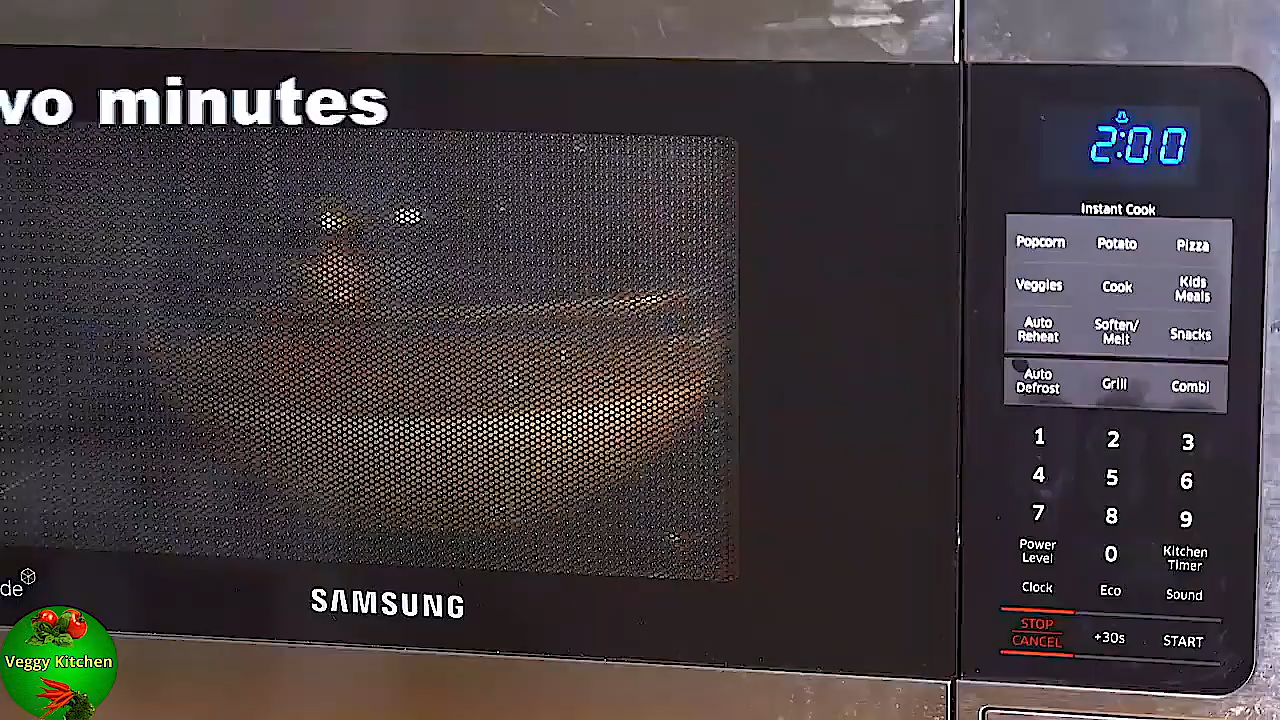 wo minutes
2:00
Instant Cook
Popcorn Potato Pizza
Veggies Cook Kids Meals
Auto Reheat Soften/ Melt Snacks
Auto Defrost Grill Combi
1 2 3
4 5 6
7 8 9
Power Level 0 Kitchen Timer
Clock Eco Sound
STOP CANCEL +30s START
de
SAMSUNG
Veggy Kitchen